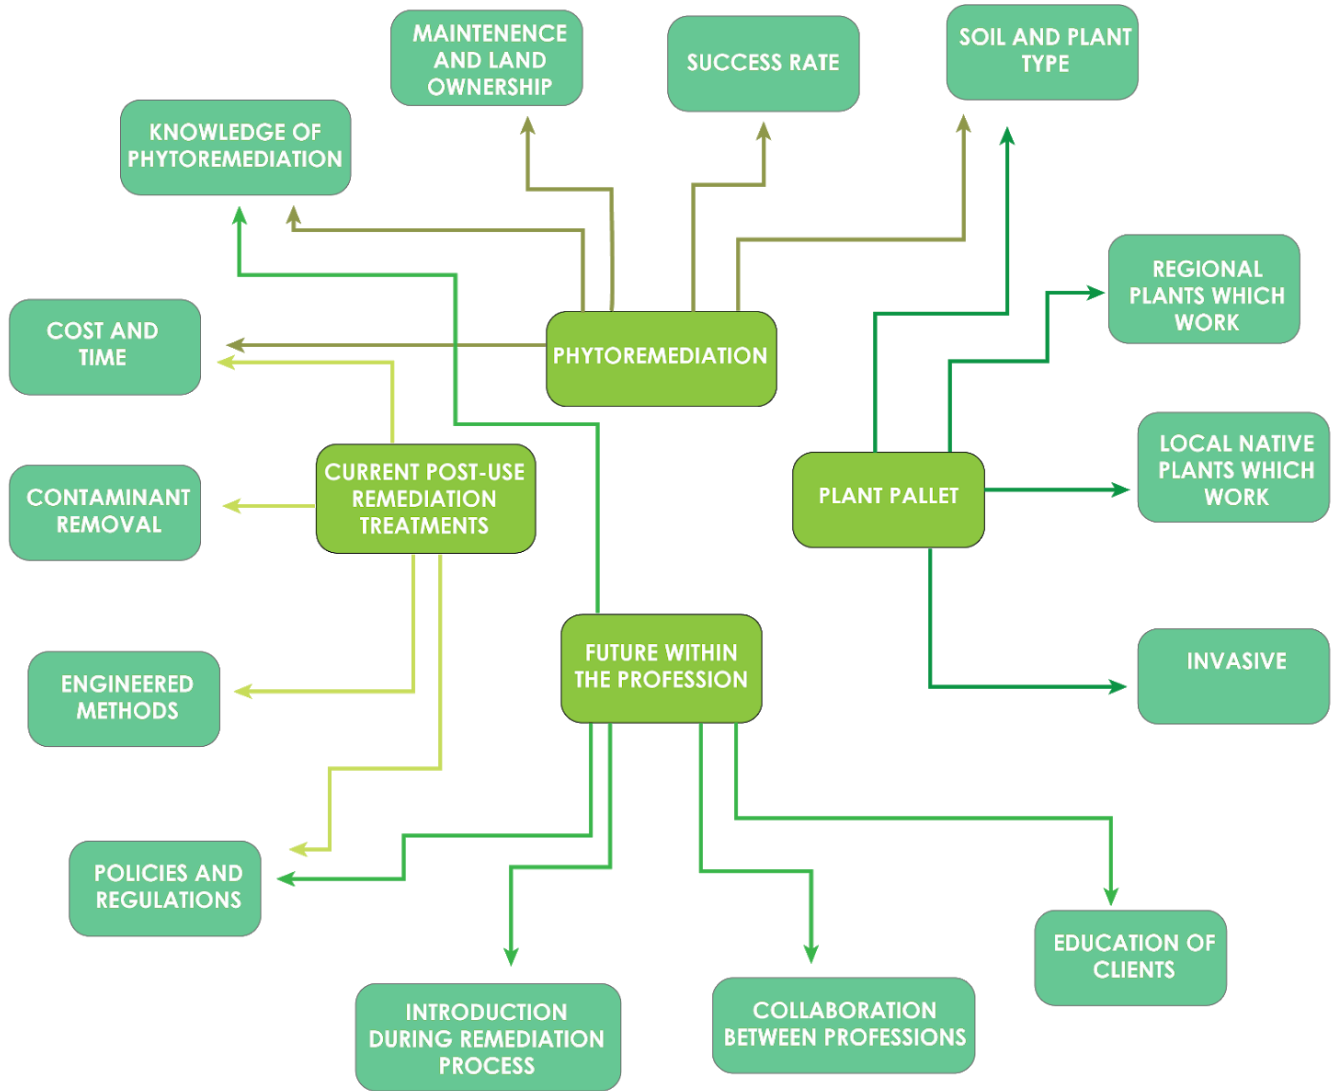 MAINTENENCE
AND LAND
OWNERSHIP
SUCCESS RATE
SOIL AND PLANT
TYPE
KNOWLEDGE OF
PHYTOREMEDIATION
REGIONAL
PLANTS WHICH
WORK
COST AND
TIME
PHYTOREMEDIATION
CURRENT POST-USE
REMEDIATION
TREATMENTS
PLANT PALLET
LOCAL NATIVE
PLANTS WHICH
WORK
CONTAMINANT
REMOVAL
FUTURE WITHIN
THE PROFESSION
INVASIVE
ENGINEERED
METHODS
POLICIES AND
REGULATIONS
EDUCATION OF
CLIENTS
INTRODUCTION
DURING REMEDIATION
PROCESS
COLLABORATION
BETWEEN PROFESSIONS